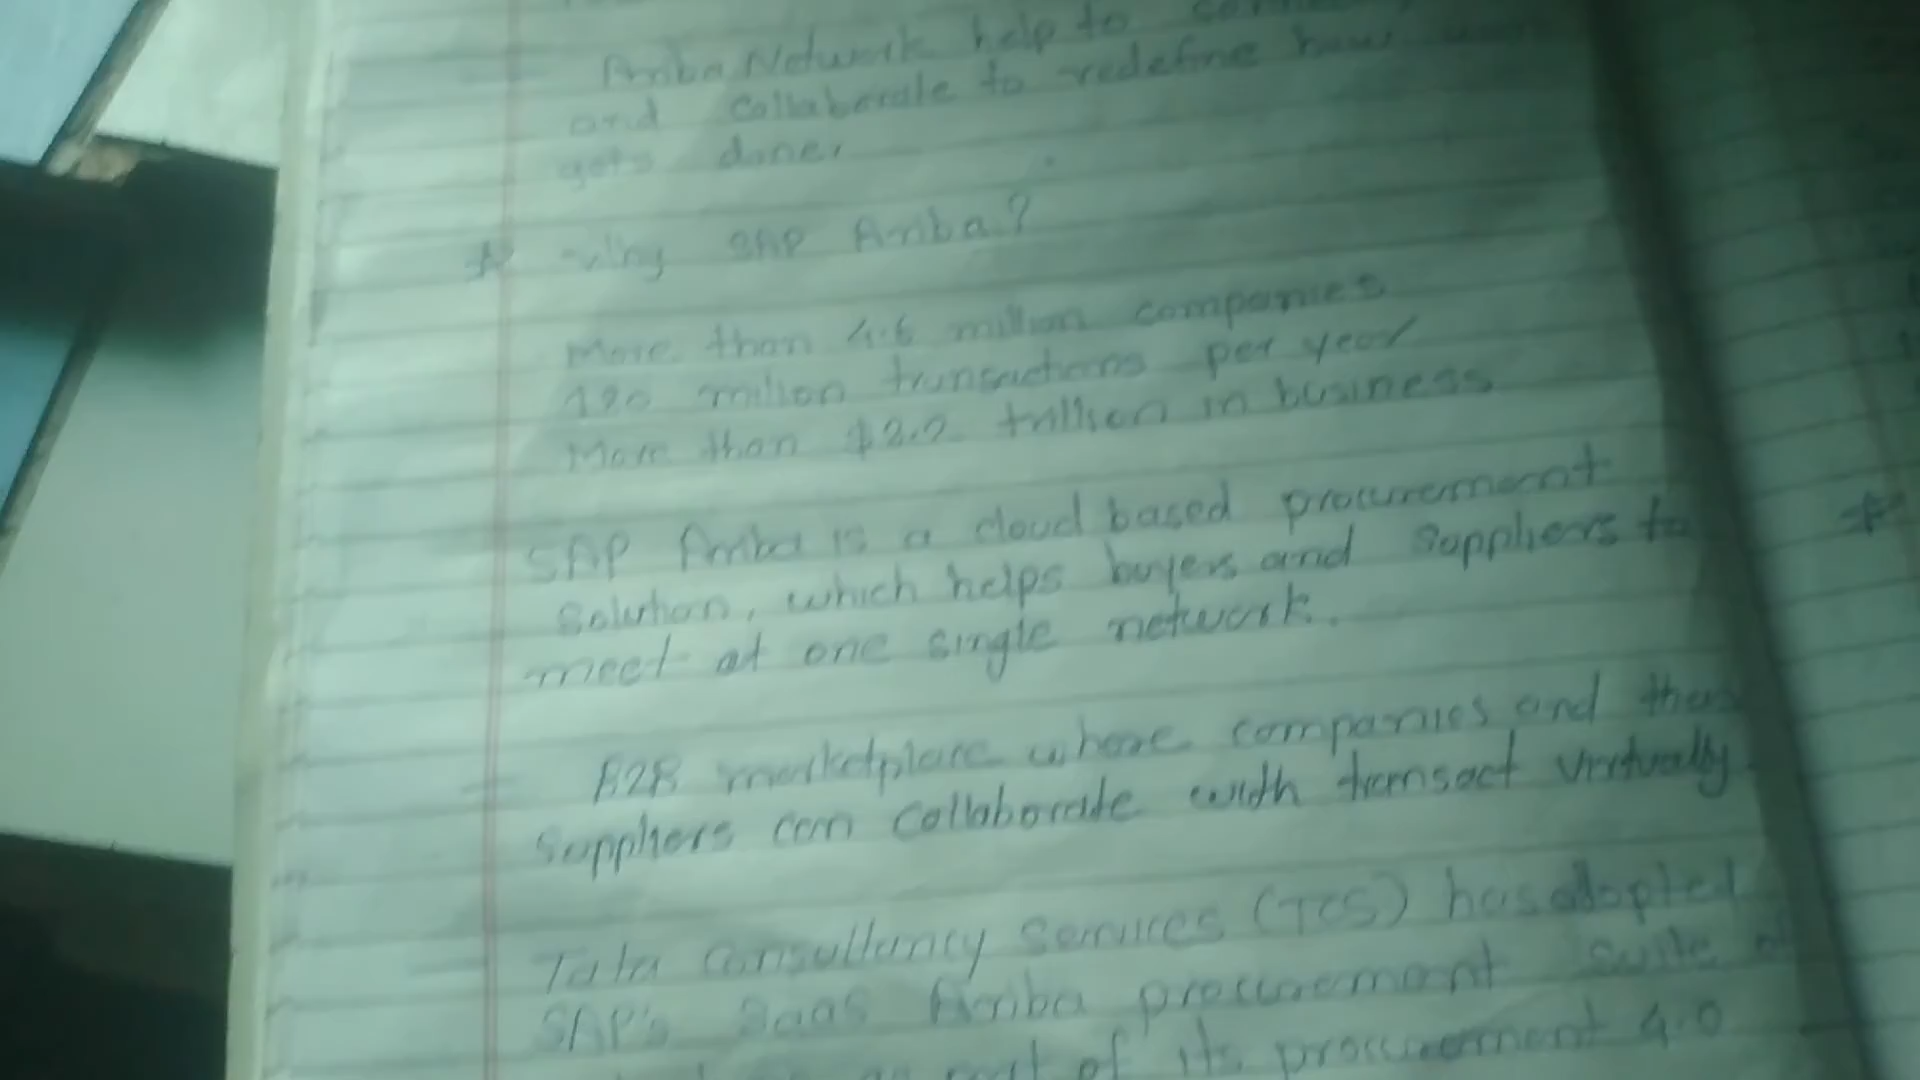 Ariba Network help to
and collaborate to redefine how
gets done.
* Why SAP Ariba?
More than 4.6 million companies
190 million transactions per year
More than $2.2 trillion in business
SAP Ariba is a cloud based procurement
Solution, which helps buyers and Suppliers to
meet at one single network.
B2B marketplace where companies and
Suppliers can collaborate with transact virtually
Tata Consultancy Services (TCS) has adopted
SAP's SaaS Ariba procurement Suite
part of its procurement 4.0